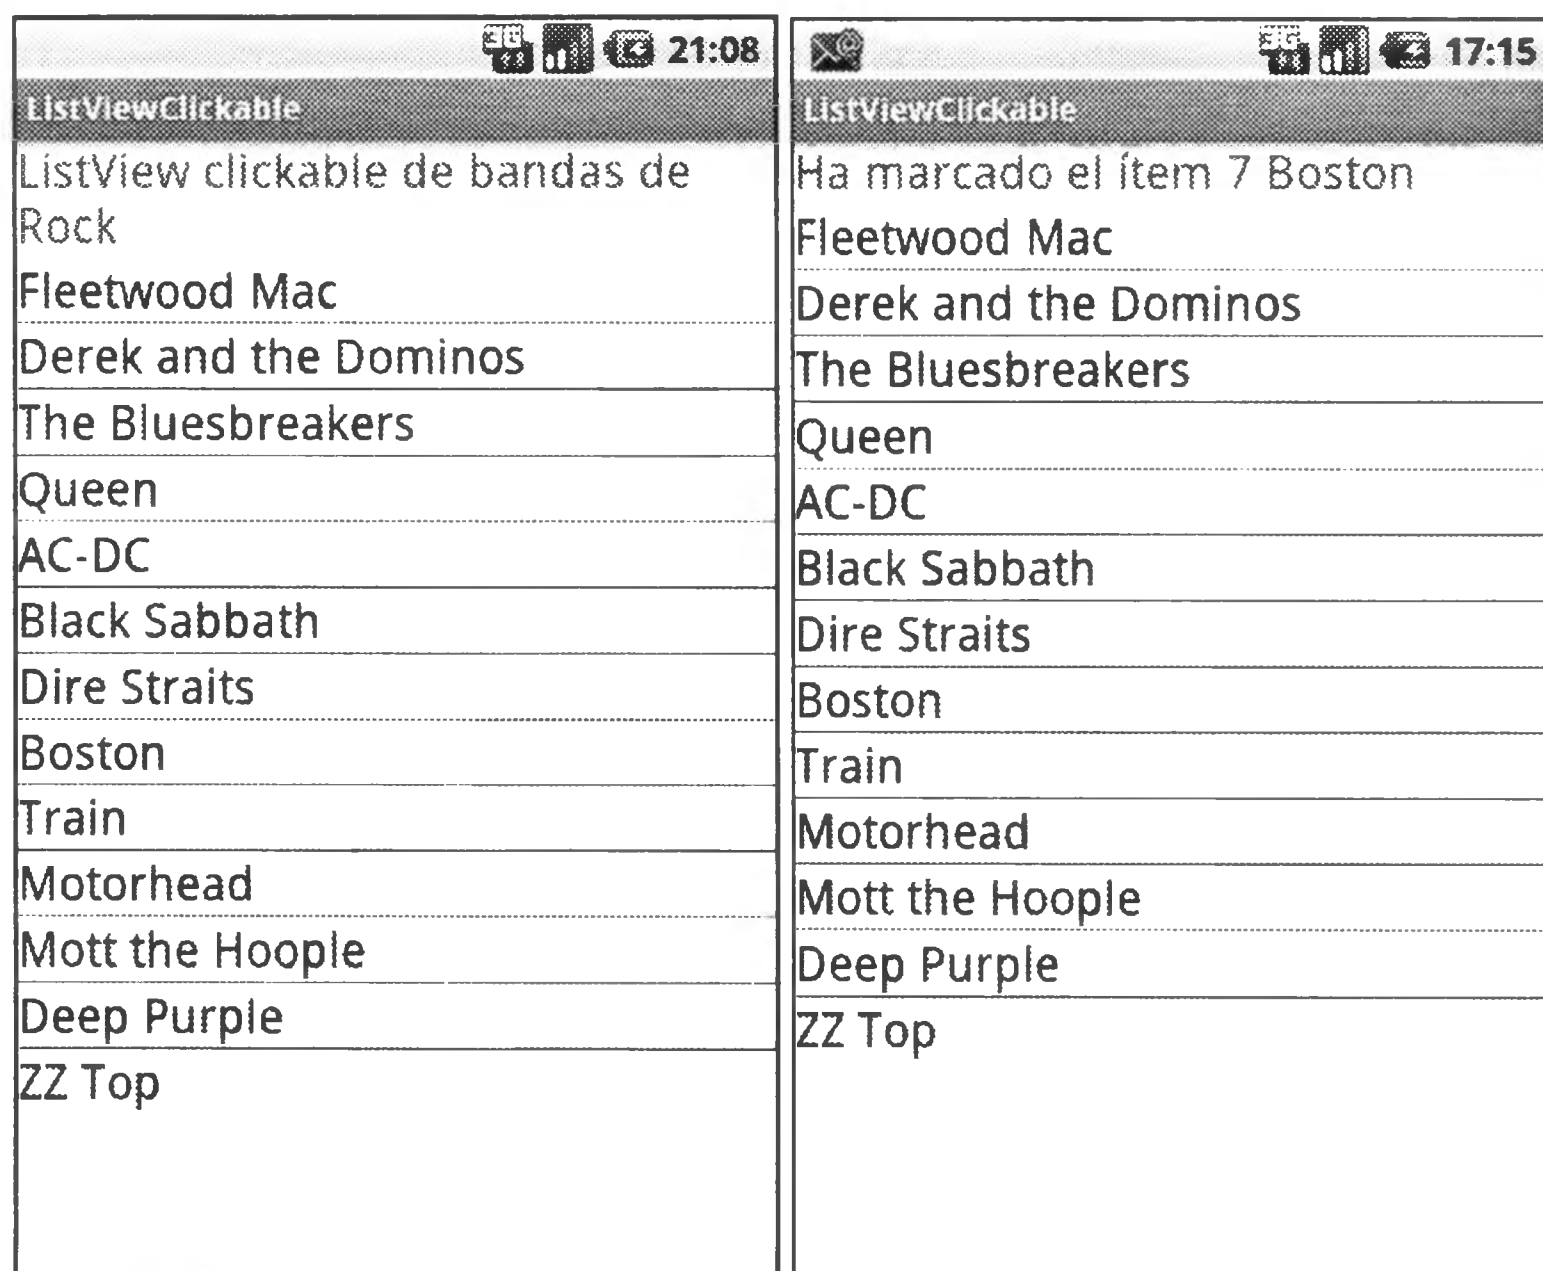 21:08
ListViewClickable
ListView clickable de bandas de
Rock
Fleetwood Mac
Derek and the Dominos
The Bluesbreakers
Queen
AC-DC
Black Sabbath
Dire Straits
Boston
Train
Motorhead
Mott the Hoople
Deep Purple
ZZ Top
3G 17:15
ListViewClickable
Ha marcado el ítem 7 Boston
Fleetwood Mac
Derek and the Dominos
The Bluesbreakers
Queen
AC-DC
Black Sabbath
Dire Straits
Boston
Train
Motorhead
Mott the Hoople
Deep Purple
ZZ Top